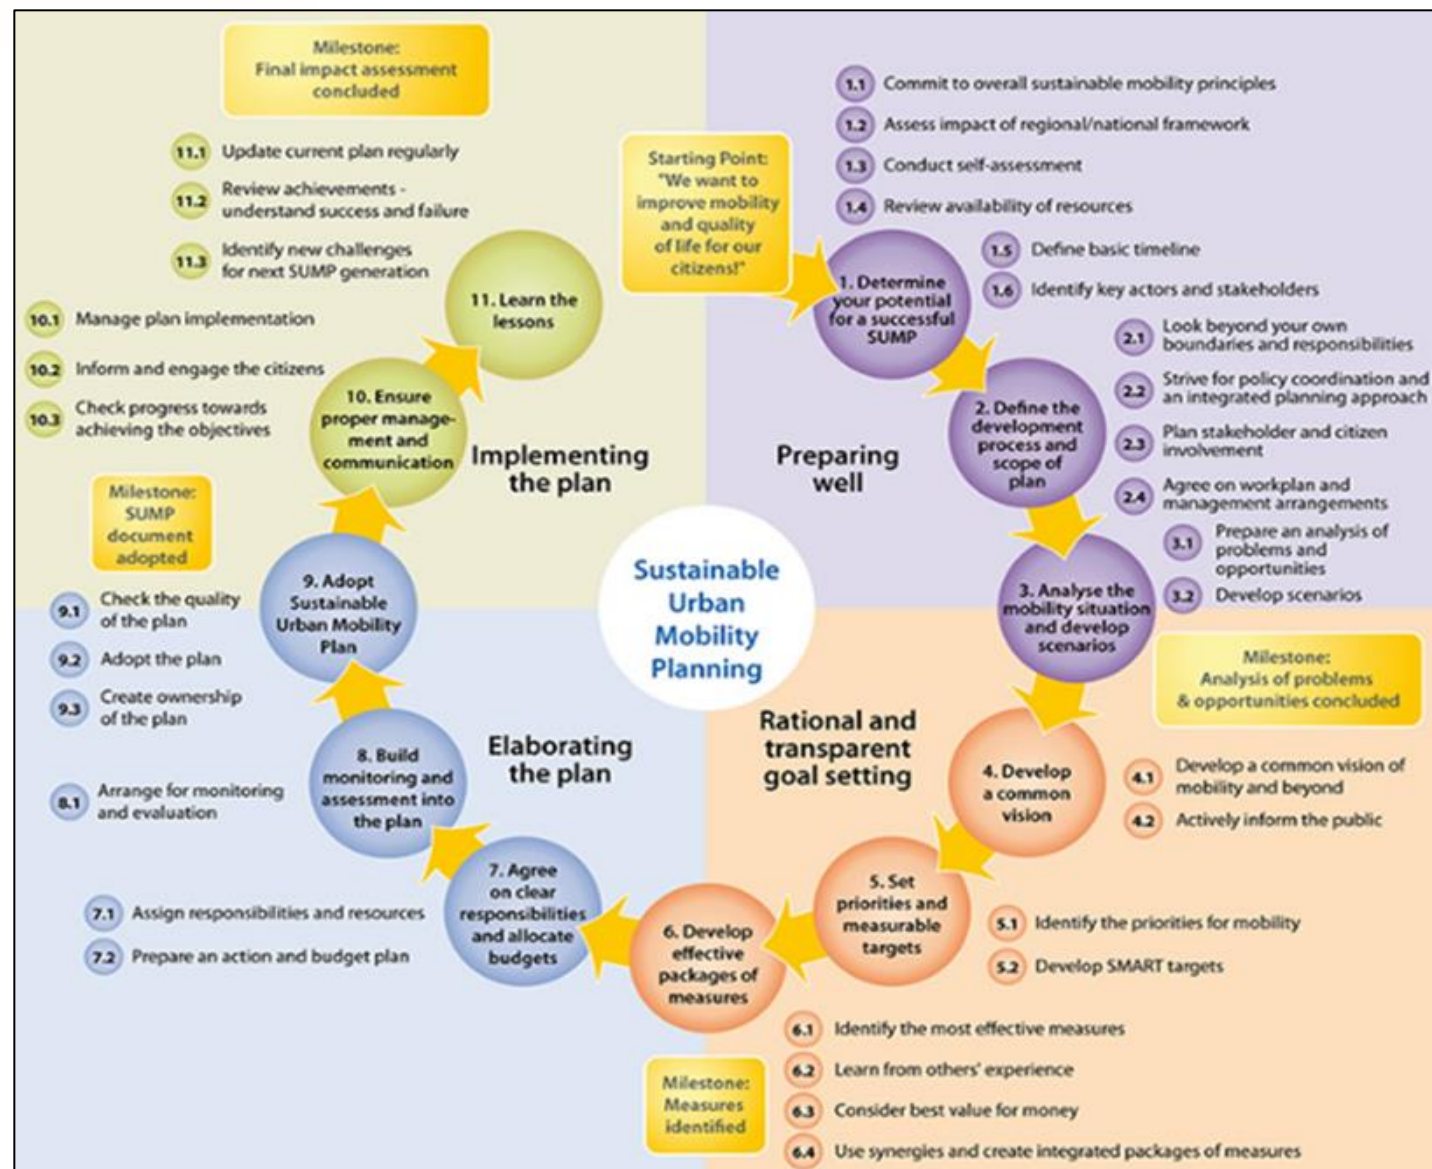 Milestone:
Final impact assessment
concluded
11.1 Update current plan regularly
11.2 Review achievements -
understand success and failure
11.3 Identify new challenges
for next SUMP generation
11. Learn the
lessons
10.1 Manage plan implementation
10.2 Inform and engage the citizens
10.3 Check progress towards
achieving the objectives
10. Ensure
proper manage-
ment and
communication
Implementing
the plan
Starting Point:
"We want to
improve mobility
and quality
of life for our
citizens!"
1.1 Commit to overall sustainable mobility principles
1.2 Assess impact of regional/national framework
1.3 Conduct self-assessment
1.4 Review availability of resources
1.5 Define basic timeline
1.6 Identify key actors and stakeholders
1. Determine
your potential
for a successful
SUMP
2.1 Look beyond your own
boundaries and responsibilities
2.2 Strive for policy coordination and
an integrated planning approach
2.3 Plan stakeholder and citizen
involvement
2.4 Agree on workplan and
management arrangements
2. Define the
development
process and
scope of
plan
Preparing
well
3.1 Prepare an analysis of
problems and
opportunities
3.2 Develop scenarios
3. Analyse the
mobility situation
and develop
scenarios
Milestone:
Analysis of problems
& opportunities concluded
Sustainable
Urban
Mobility
Planning
Milestone:
SUMP
document
adopted
9.1 Check the quality
of the plan
9.2 Adopt the plan
9.3 Create ownership
of the plan
9. Adopt
Sustainable
Urban Mobility
Plan
8.1 Arrange for monitoring
and evaluation
8. Build
monitoring and
assessment into
the plan
Elaborating
the plan
7.1 Assign responsibilities and resources
7.2 Prepare an action and budget plan
7. Agree
on clear
responsibilities
and allocate
budgets
Rational and
transparent
goal setting
4. Develop
a common
vision
4.1 Develop a common vision of
mobility and beyond
4.2 Actively inform the public
5. Set
priorities and
measurable
targets
5.1 Identify the priorities for mobility
5.2 Develop SMART targets
6. Develop
effective
packages of
measures
6.1 Identify the most effective measures
6.2 Learn from others' experience
6.3 Consider best value for money
6.4 Use synergies and create integrated packages of measures
Milestone:
Measures
identified